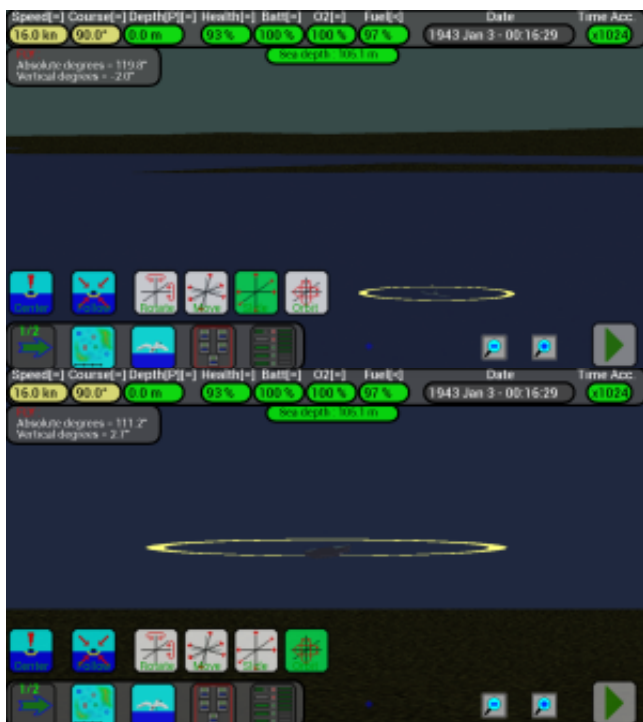 Speed[=] Course[=] Depth[P][=] Health[=] Batt[=] O2[=] Fuel[<] Date Time Acc.
16.0 kn 90.0° 0.0 m 93 % 100 % 100 % 97 % 1943 Jan 3 - 00:16:29 x1024
Absolute degrees = 119.8°
Vertical degrees = -2.0°
Sea depth : 106.1 m
Center Follow Rotate Move Orbit
1/2
Speed[=] Course[=] Depth[P][=] Health[=] Batt[=] O2[=] Fuel[<] Date Time Acc.
16.0 kn 90.0° 0.0 m 93 % 100 % 100 % 97 % 1943 Jan 3 - 00:16:29 x1024
Absolute degrees = 111.2°
Vertical degrees = 2.1°
Sea depth : 106.1 m
Center Follow Rotate Move
1/2